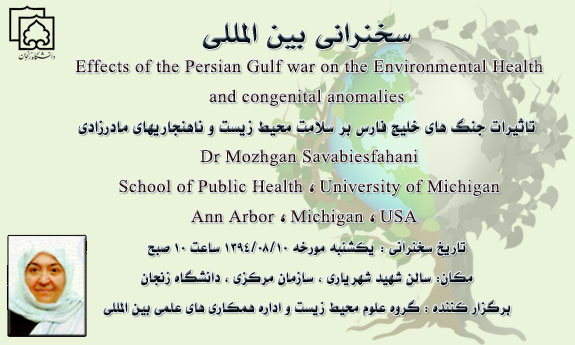 دانشگاه زنجان
سخنرانی بین المللی
Effects of the Persian Gulf war on the Environmental Health
and congenital anomalies
تاثیرات جنگ های خلیج فارس بر سلامت محیط زیست و ناهنجاریهای مادرزادی
Dr Mozhgan Savabiesfahani
School of Public Health ، University of Michigan
Ann Arbor ، Michigan ، USA
تاریخ سخنرانی : یکشنبه مورخه ۱۳۹۴/۰۸/۱۰ ساعت ۱۰ صبح
مکان: سالن شهید شهریاری ، سازمان مرکزی ، دانشگاه زنجان
برگزار کننده : گروه علوم محیط زیست و اداره همکاری های علمی بین المللی